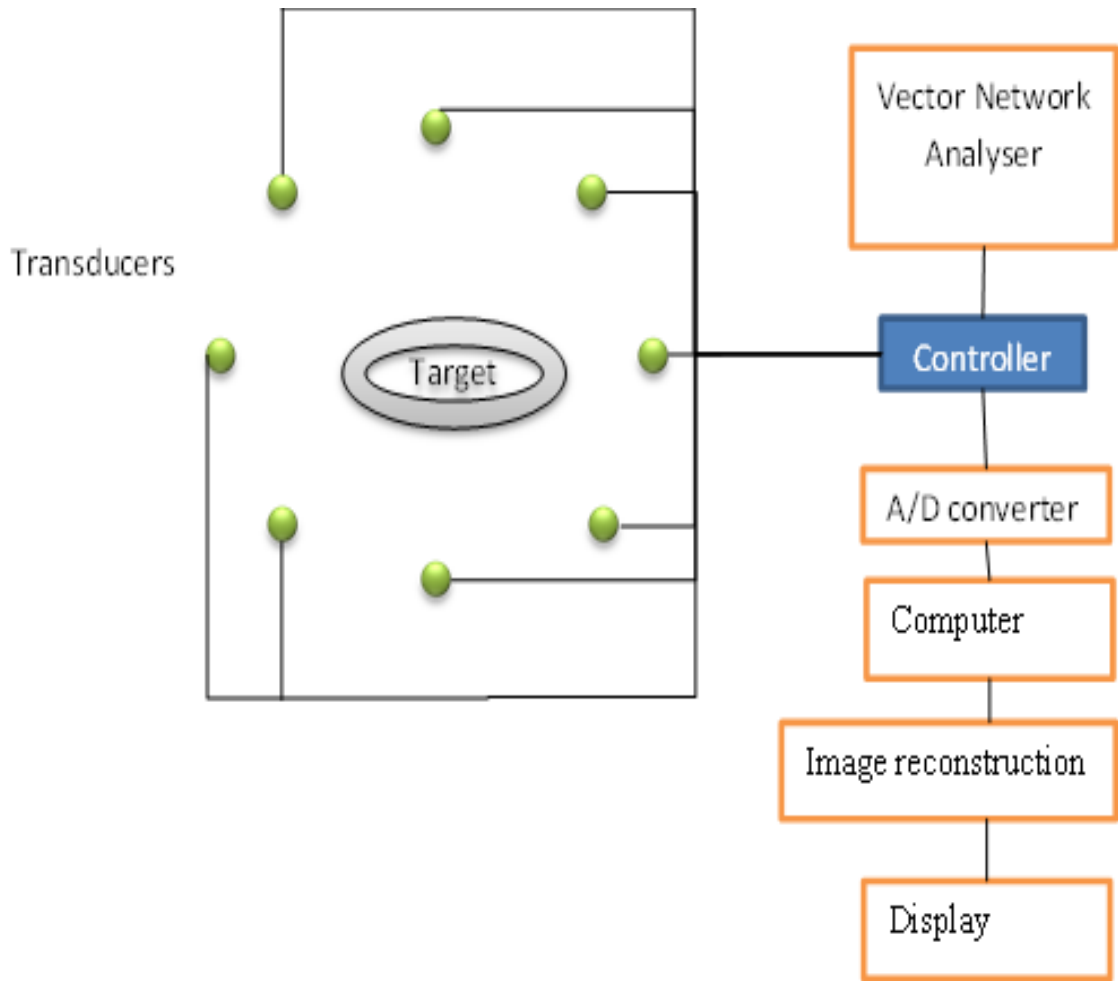 Vector Network
Analyser
Transducers
Controller
Target
A/D converter
Computer
Image reconstruction
Display